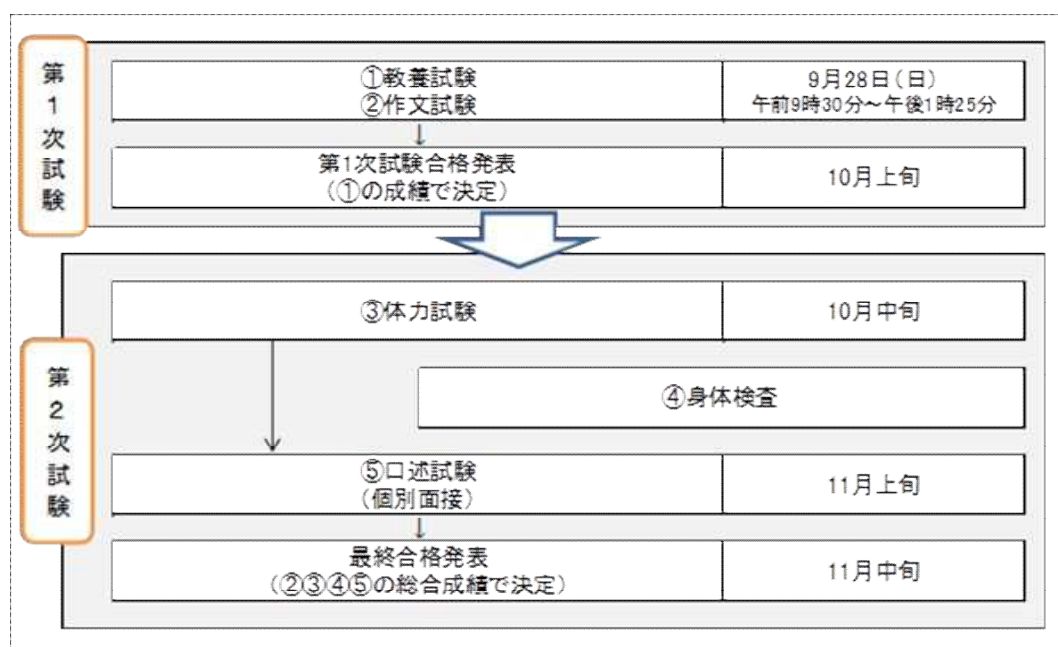 第1次試験
①教養試験
②作文試験
9月28日(日)
午前9時30分～午後1時25分
↓
第1次試験合格発表
(①の成績で決定)
10月上旬
第2次試験
③体力試験
10月中旬
④身体検査
⑤口述試験
(個別面接)
11月上旬
↓
最終合格発表
(②③④⑤の総合成績で決定)
11月中旬